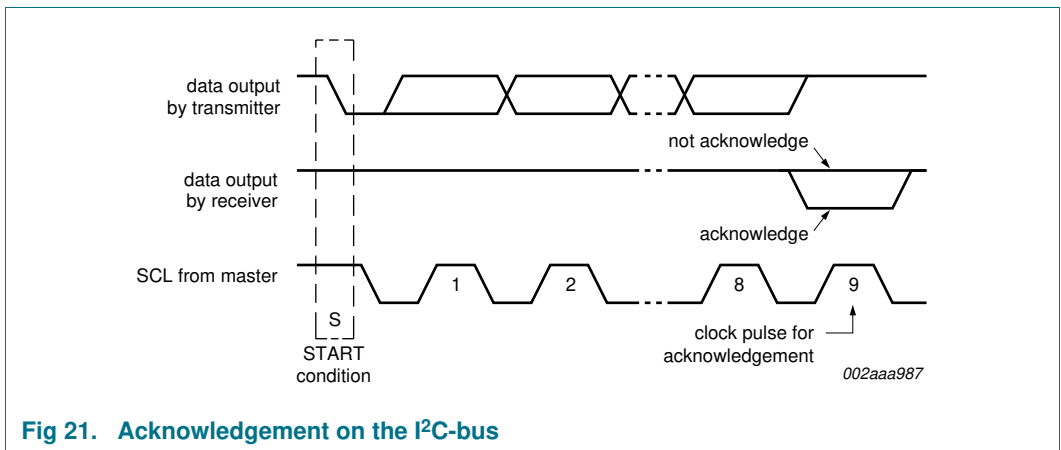 data output
by transmitter
not acknowledge
data output
by receiver
acknowledge
SCL from master
1
2
8
9
S
START
condition
clock pulse for
acknowledgement
002aaa987
Fig 21. Acknowledgement on the I²C-bus